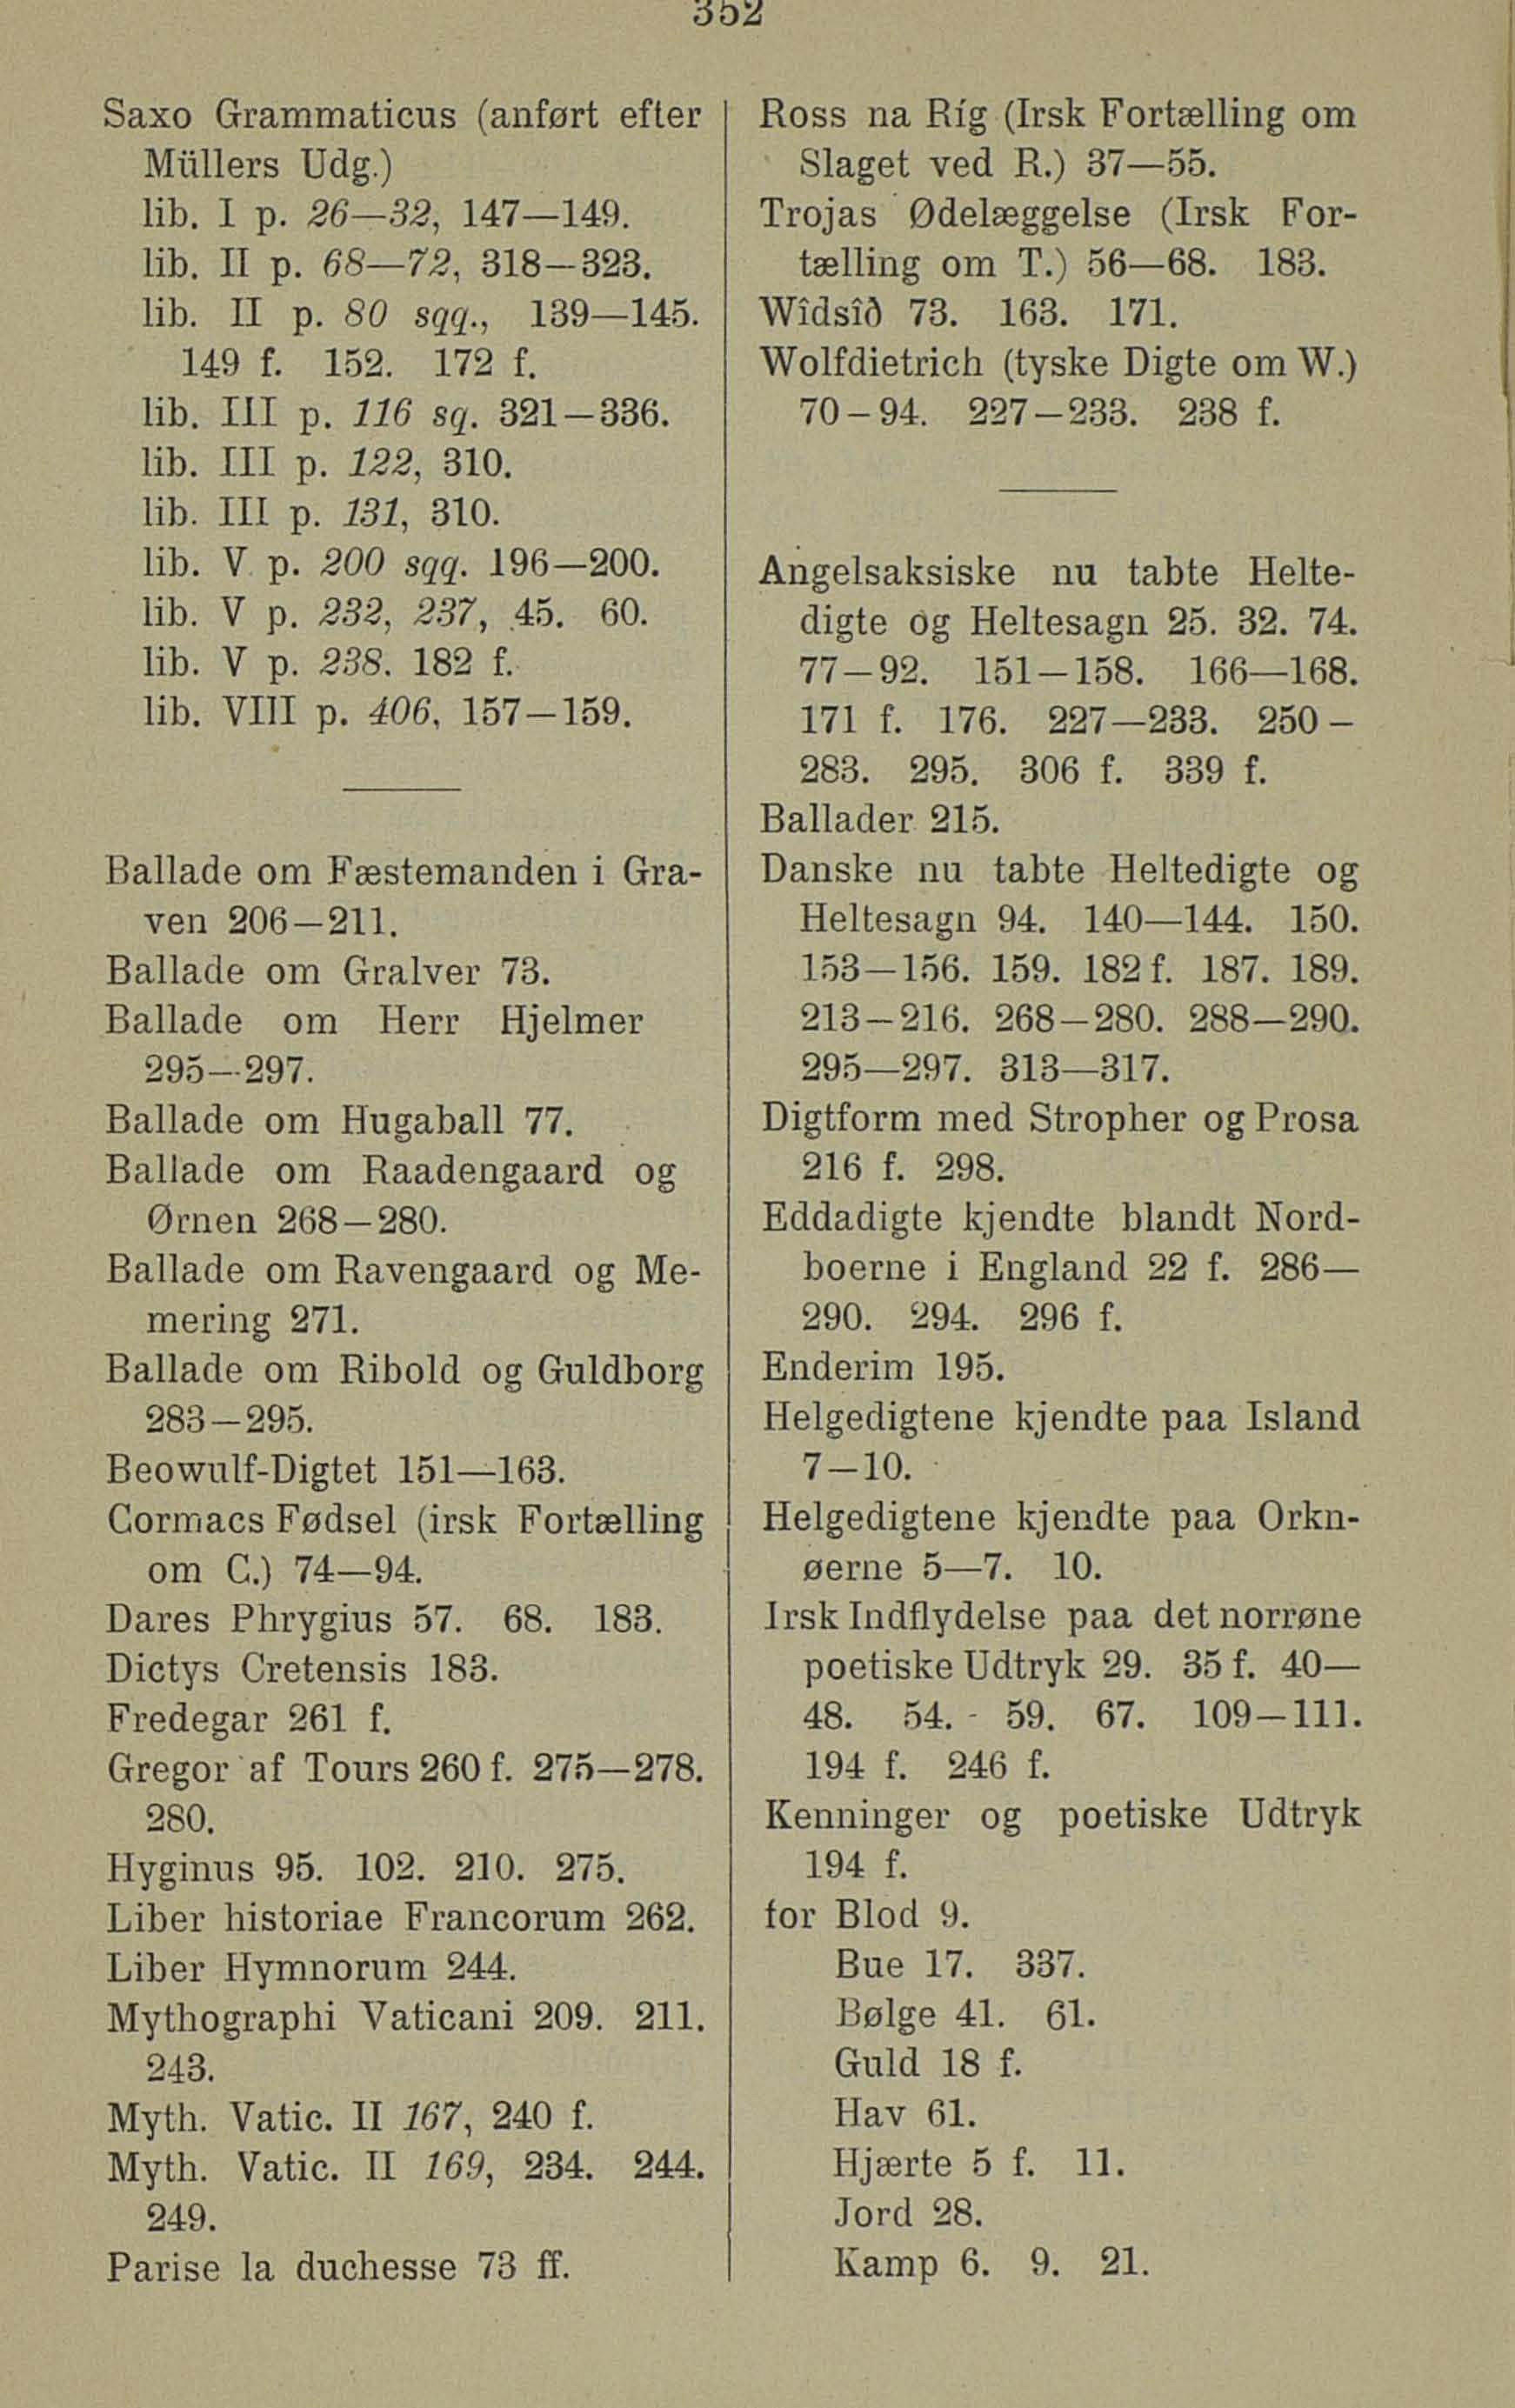 352
Saxo Grammaticus (anført efter
Müllers Udg.)
lib. I p. 26—32, 147—149.
lib. II p. 68—72, 318—323.
lib. II p. 80 sqq., 139—145.
149 f. 152. 172 f.
lib. III p. 116 sq. 321—336.
lib. III p. 122, 310.
lib. III p. 131, 310.
lib. V p. 200 sqq. 196—200.
lib. V p. 232, 237, 45. 60.
lib. V p. 238. 182 f.
lib. VIII p. 406, 157—159.
Ballade om Fæstemanden i Gra-
ven 206—211.
Ballade om Gralver 73.
Ballade om Herr Hjelmer
295—297.
Ballade om Hugaball 77.
Ballade om Raadengaard og
Ørnen 268—280.
Ballade om Ravengaard og Me-
mering 271.
Ballade om Ribold og Guldborg
283—295.
Beowulf-Digtet 151—163.
Cormacs Fødsel (irsk Fortælling
om C.) 74—94.
Dares Phrygius 57. 68. 183.
Dictys Cretensis 183.
Fredegar 261 f.
Gregor af Tours 260 f. 275—278.
280.
Hyginus 95. 102. 210. 275.
Liber historiae Francorum 262.
Liber Hymnorum 244.
Mythographi Vaticani 209. 211.
243.
Myth. Vatic. II 167, 240 f.
Myth. Vatic. II 169, 234. 244.
249.
Parise la duchesse 73 ff.
Ross na Ríg (Irsk Fortælling om
Slaget ved R.) 37—55.
Trojas Ødelæggelse (Irsk For-
tælling om T.) 56—68. 183.
Wîdsîð 73. 163. 171.
Wolfdietrich (tyske Digte om W.)
70—94. 227—233. 238 f.
Angelsaksiske nu tabte Helte-
digte og Heltesagn 25. 32. 74.
77—92. 151—158. 166—168.
171 f. 176. 227—233. 250—
283. 295. 306 f. 339 f.
Ballader 215.
Danske nu tabte Heltedigte og
Heltesagn 94. 140—144. 150.
153—156. 159. 182 f. 187. 189.
213—216. 268—280. 288—290.
295—297. 313—317.
Digtform med Stropher og Prosa
216 f. 298.
Eddadigte kjendte blandt Nord-
boerne i England 22 f. 286—
290. 294. 296 f.
Enderim 195.
Helgedigtene kjendte paa Island
7—10.
Helgedigtene kjendte paa Orkn-
øerne 5—7. 10.
Irsk Indflydelse paa det norrøne
poetiske Udtryk 29. 35 f. 40—
48. 54. 59. 67. 109—111.
194 f. 246 f.
Kenninger og poetiske Udtryk
194 f.
for Blod 9.
Bue 17. 337.
Bølge 41. 61.
Guld 18 f.
Hav 61.
Hjærte 5 f. 11.
Jord 28.
Kamp 6. 9. 21.